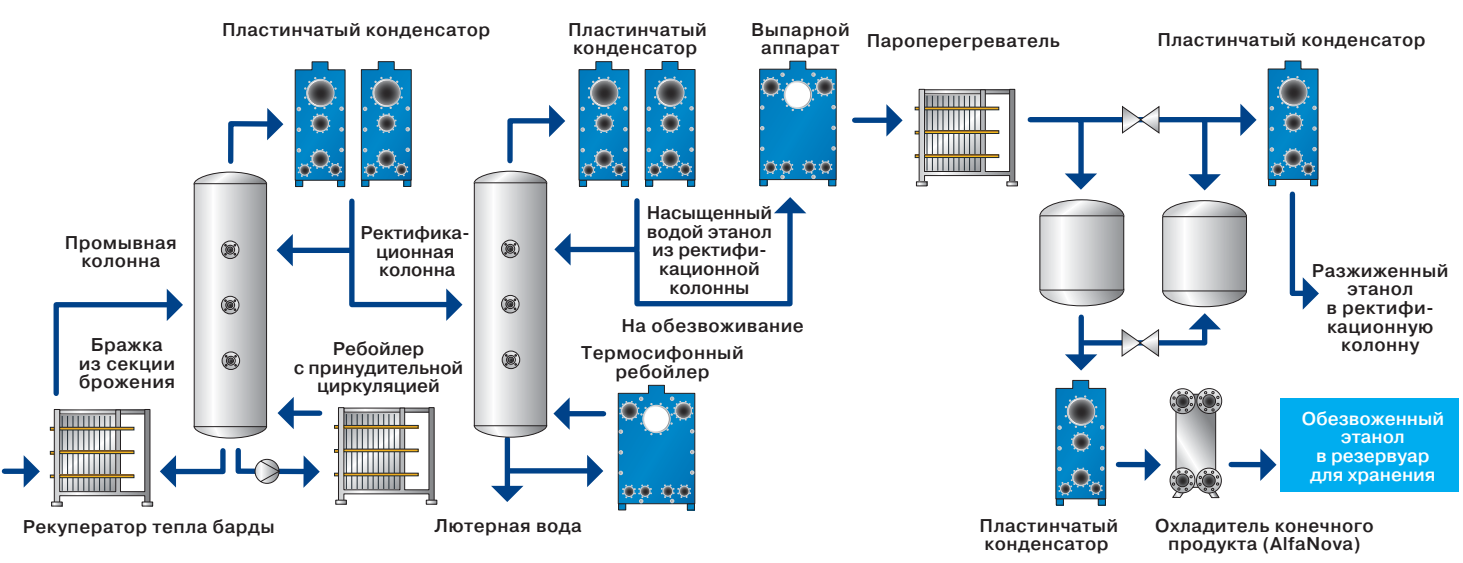 Пластинчатый конденсатор
Пластинчатый
конденсатор
Выпарной
аппарат
Пароперегреватель
Пластинчатый конденсатор
Промывная
колонна
Ректифика-
ционная
колонна
Насыщенный
водой этанол
из ректифи-
кационной
колонны
Разжиженный
этанол
в ректифи-
кационную
колонну
На обезвоживание
Бражка
из секции
брожения
Ребойлер
с принудительной
циркуляцией
Термосифонный
ребойлер
Обезвоженный
этанол
в резервуар
для хранения
Рекуператор тепла барды
Лютерная вода
Пластинчатый
конденсатор
Охладитель конечного
продукта (AlfaNova)